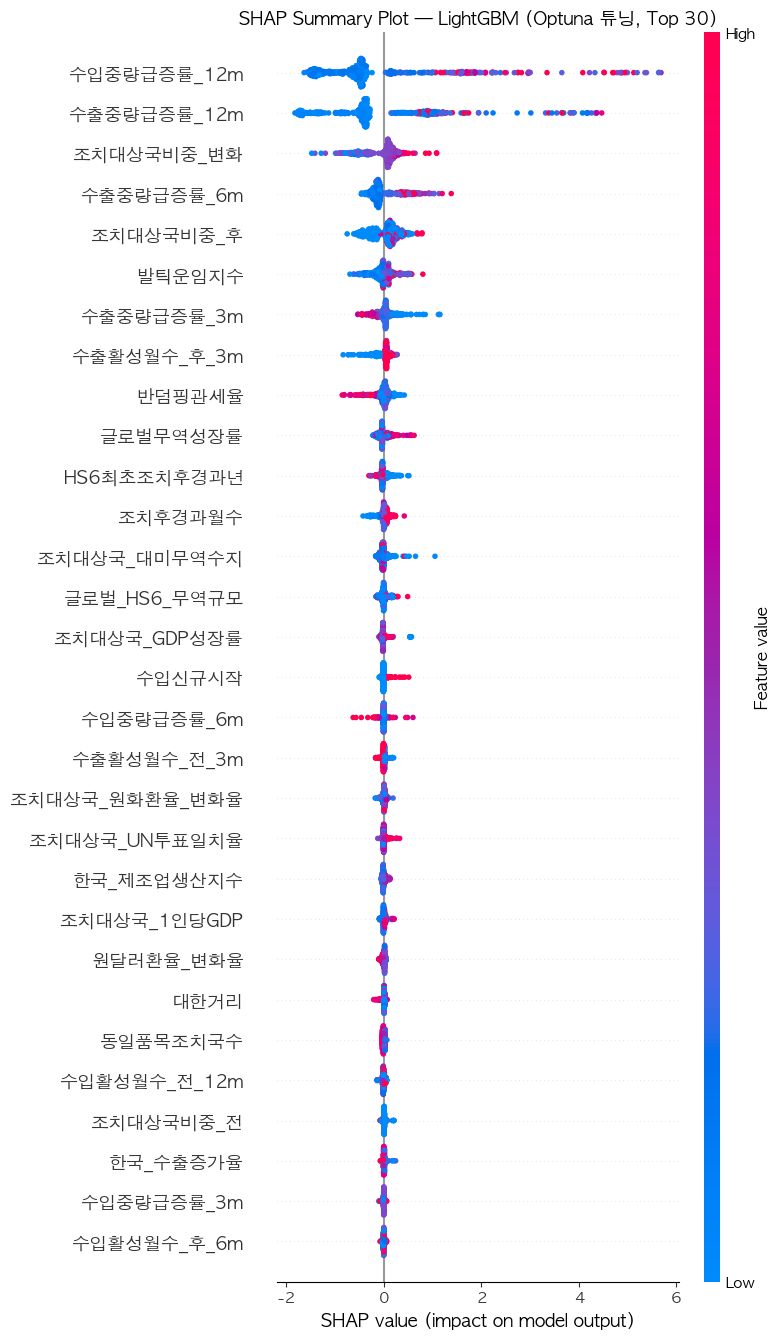 SHAP Summary Plot — LightGBM (Optuna 튜닝, Top 30)
High
수입중량급증률_12m
수출중량급증률_12m
조치대상국비중_변화
수출중량급증률_6m
조치대상국비중_후
발틱운임지수
수출중량급증률_3m
수출활성월수_후_3m
반덤핑관세율
글로벌무역성장률
HS6최초조치후경과년
조치후경과월수
조치대상국_대미무역수지
글로벌_HS6_무역규모
조치대상국_GDP성장률
수입신규시작
수입중량급증률_6m
수출활성월수_전_3m
조치대상국_원화환율_변화율
조치대상국_UN투표일치율
한국_제조업생산지수
조치대상국_1인당GDP
원달러환율_변화율
대한거리
동일품목조치국수
수입활성월수_전_12m
조치대상국비중_전
한국_수출증가율
수입중량급증률_3m
수입활성월수_후_6m
Feature value
Low
-2 0 2 4 6
SHAP value (impact on model output)